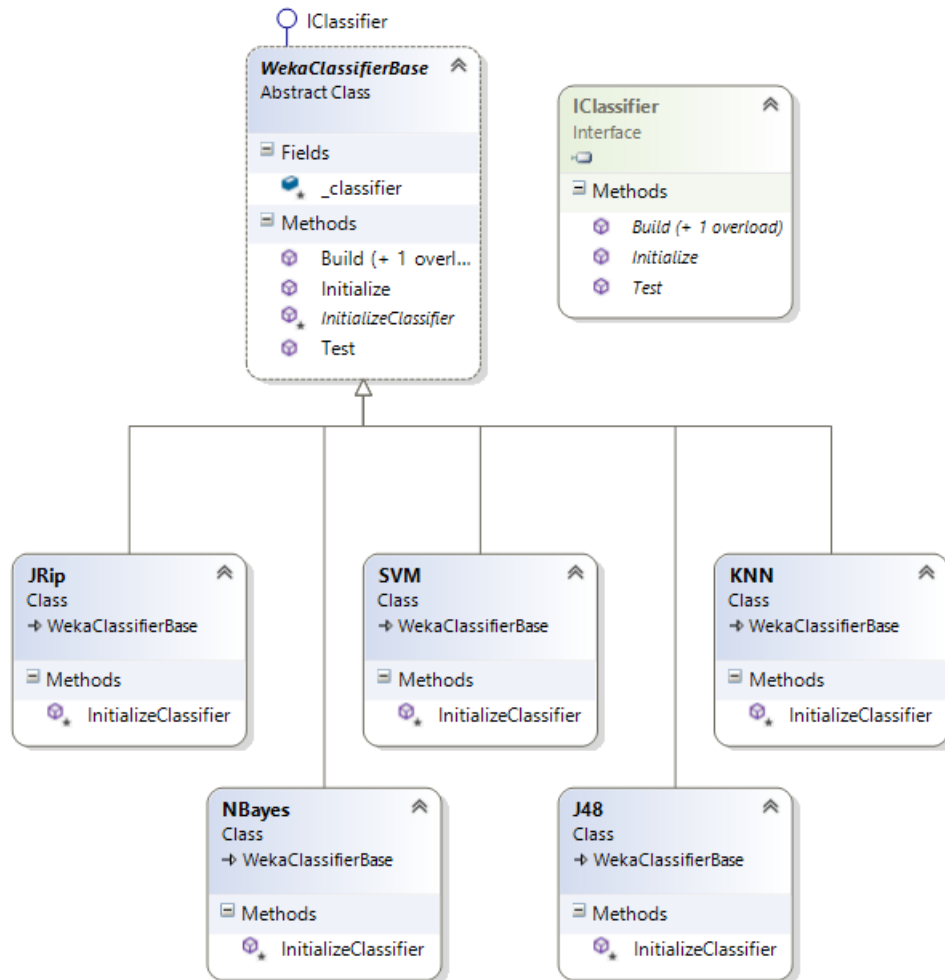 IClassifier
WekaClassifierBase
Abstract Class
Fields
_classifier
Methods
Build (+ 1 overl...
Initialize
InitializeClassifier
Test
IClassifier
Interface
Methods
Build (+ 1 overload)
Initialize
Test
JRip
Class
WekaClassifierBase
Methods
InitializeClassifier
SVM
Class
WekaClassifierBase
Methods
InitializeClassifier
KNN
Class
WekaClassifierBase
Methods
InitializeClassifier
NBayes
Class
WekaClassifierBase
Methods
InitializeClassifier
J48
Class
WekaClassifierBase
Methods
InitializeClassifier